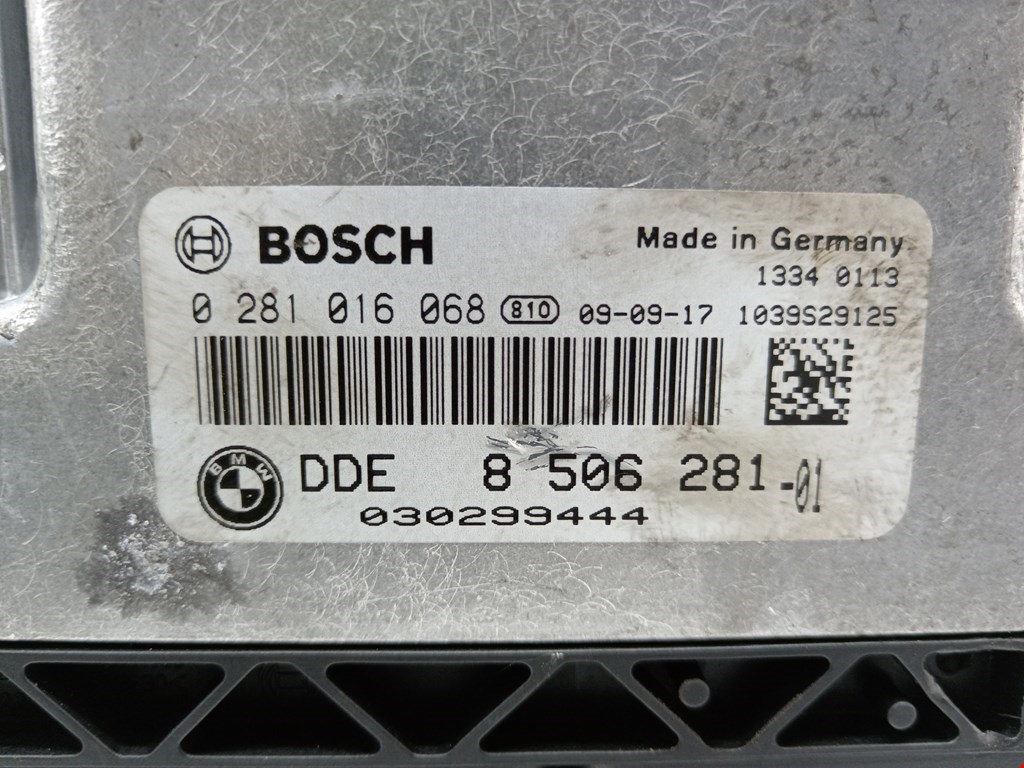 BOSCH Made in Germany
1334 0113
0 281 016 068 810 09-09-17 1039S29125
BMW DDE 8 506 281-01
030299444